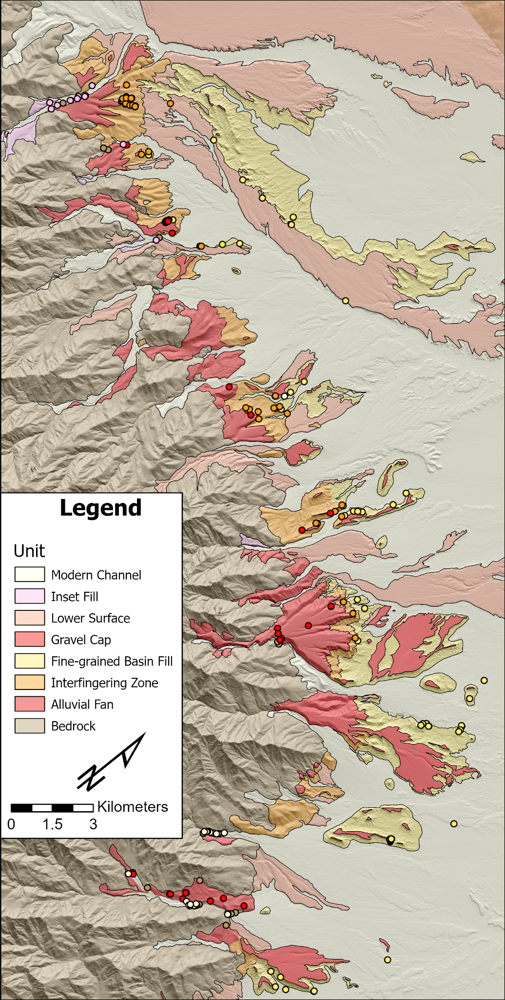 Legend
Unit
Modern Channel
Inset Fill
Lower Surface
Gravel Cap
Fine-grained Basin Fill
Interfingering Zone
Alluvial Fan
Bedrock
N
Kilometers
0 1.5 3